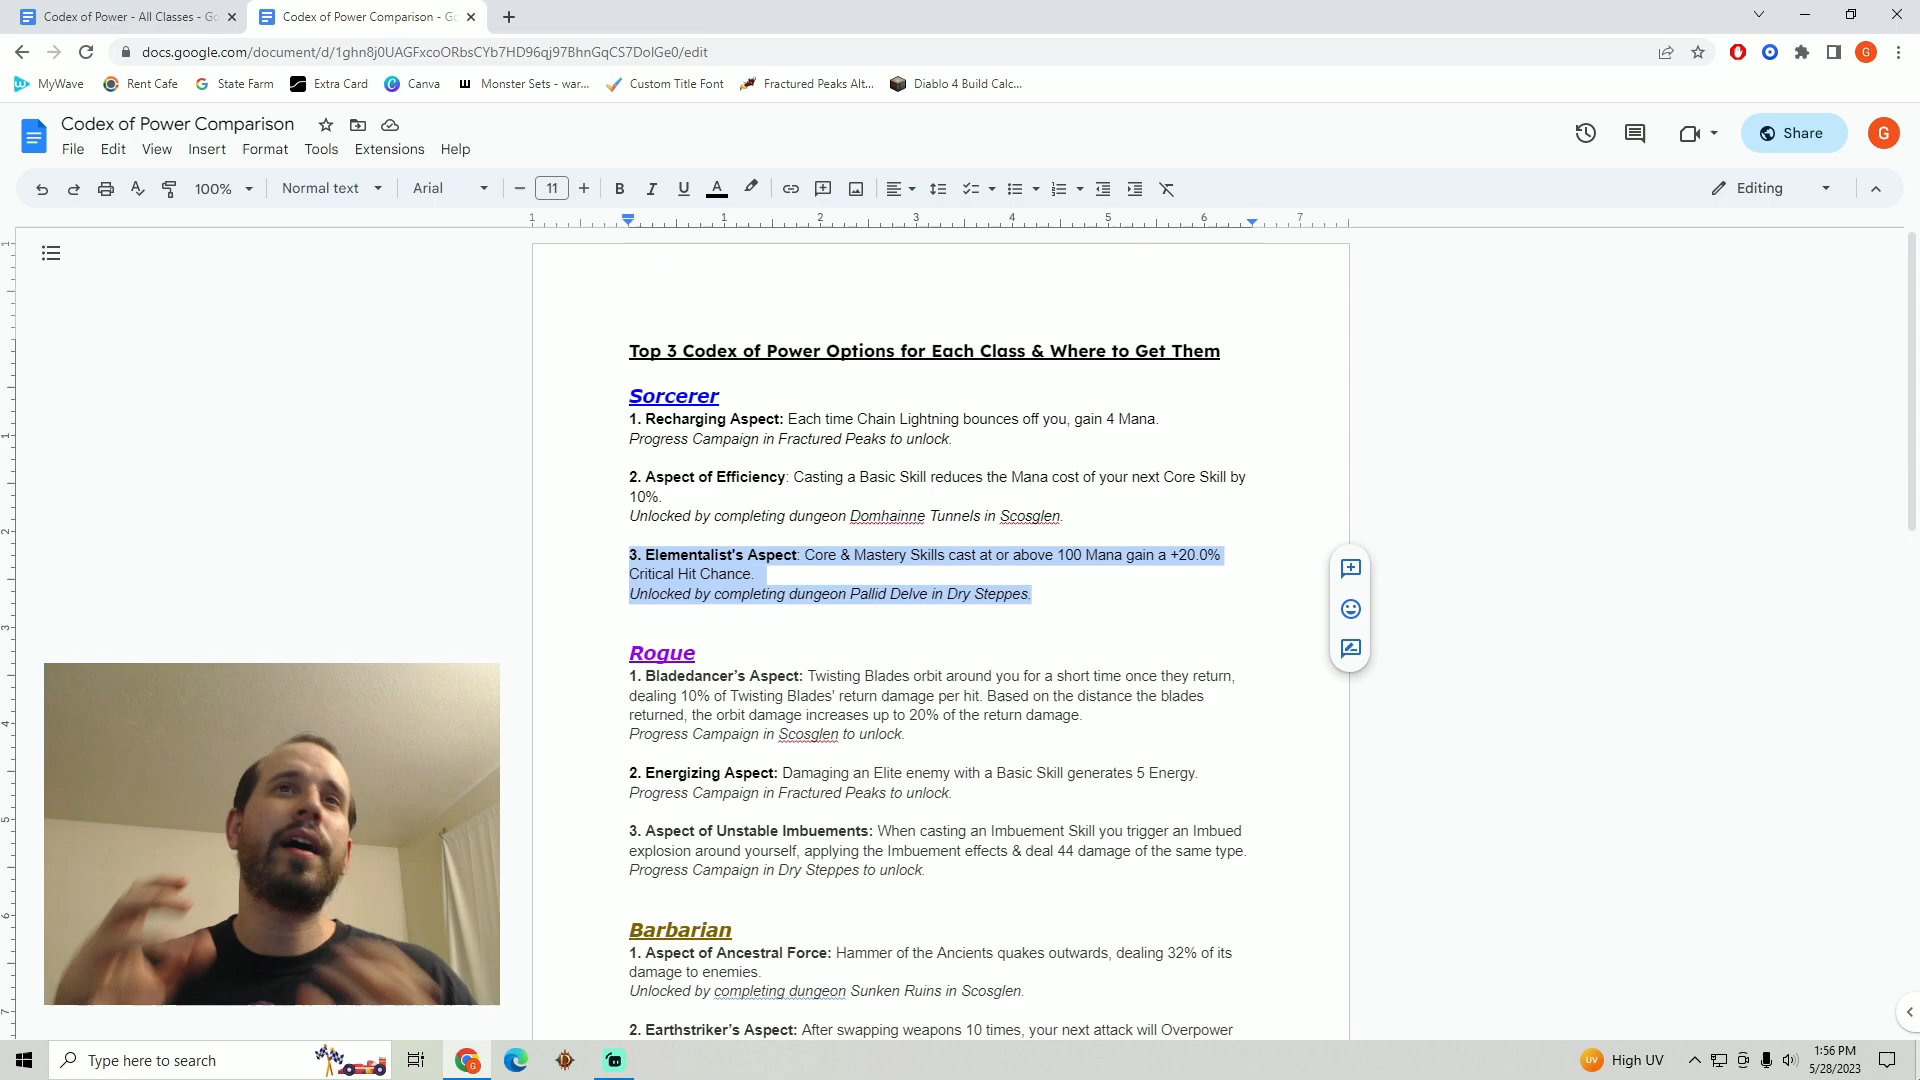 Codex of Power - All Classes - Go
Codex of Power Comparison - Go
docs.google.com/document/d/1ghn8j0UAGFxcoORbsCYb7HD96qj97BhnGqCS7DolGe0/edit
MyWave
Rent Cafe
State Farm
Extra Card
Canva
Monster Sets - war...
Custom Title Font
Fractured Peaks Alt...
Diablo 4 Build Calc...
Codex of Power Comparison
File Edit View Insert Format Tools Extensions Help
Share
G
100% Normal text Arial 11 Editing
1 1 2 3 4 5 6 7
Top 3 Codex of Power Options for Each Class & Where to Get Them
Sorcerer
1. Recharging Aspect: Each time Chain Lightning bounces off you, gain 4 Mana.
Progress Campaign in Fractured Peaks to unlock.
2. Aspect of Efficiency: Casting a Basic Skill reduces the Mana cost of your next Core Skill by
10%.
Unlocked by completing dungeon Domhainne Tunnels in Scosglen.
3. Elementalist's Aspect: Core & Mastery Skills cast at or above 100 Mana gain a +20.0%
Critical Hit Chance.
Unlocked by completing dungeon Pallid Delve in Dry Steppes.
Rogue
1. Bladedancer’s Aspect: Twisting Blades orbit around you for a short time once they return,
dealing 10% of Twisting Blades' return damage per hit. Based on the distance the blades
returned, the orbit damage increases up to 20% of the return damage.
Progress Campaign in Scosglen to unlock.
2. Energizing Aspect: Damaging an Elite enemy with a Basic Skill generates 5 Energy.
Progress Campaign in Fractured Peaks to unlock.
3. Aspect of Unstable Imbuements: When casting an Imbuement Skill you trigger an Imbued
explosion around yourself, applying the Imbuement effects & deal 44 damage of the same type.
Progress Campaign in Dry Steppes to unlock.
Barbarian
1. Aspect of Ancestral Force: Hammer of the Ancients quakes outwards, dealing 32% of its
damage to enemies.
Unlocked by completing dungeon Sunken Ruins in Scosglen.
2. Earthstriker’s Aspect: After swapping weapons 10 times, your next attack will Overpower
Type here to search
High UV
1:56 PM
5/28/2023